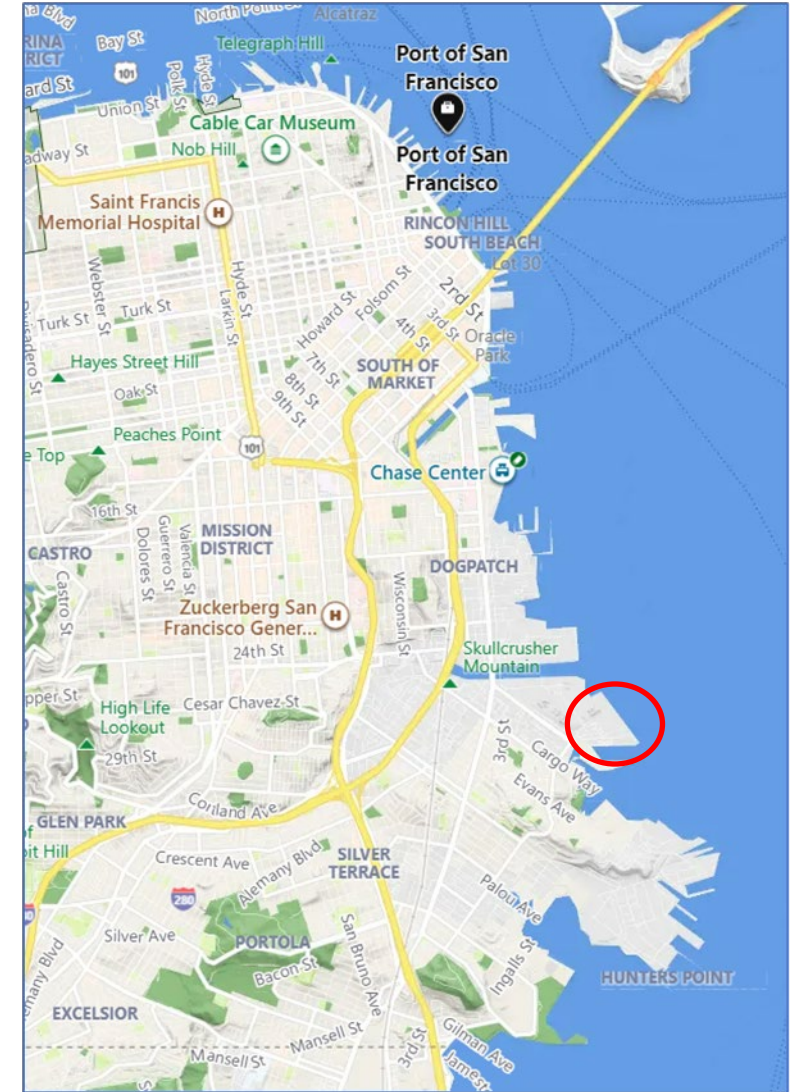 North Point St
Alcatraz
Bay St
Telegraph Hill
101
Polk St
Hyde St
Union St
Port of San
Francisco
Cable Car Museum
Nob Hill
Port of San
Francisco
Saint Francis
Memorial Hospital
H
RINCON HILL
SOUTH BEACH
Lot 30
Webster St
Hyde St
Larkin St
Turk St
Turk St
Howard St
Folsom St
2nd St
3rd St
4th St
Oracle
Park
7th St
8th St
9th St
SOUTH OF
MARKET
Hayes Street Hill
Oak St
Peaches Point
Top
101
Chase Center
16th St
Guerrero St
Valencia St
Dolores St
MISSION
DISTRICT
CASTRO
Castro St
DOGPATCH
Wisconsin St
Zuckerberg San
Francisco Gener...
H
24th St
Skullcrusher
Mountain
High Life
Lookout
Cesar Chavez St
29th St
3rd St
Cargo Way
Evans Ave
Cortland Ave
GLEN PARK
Hill
Crescent Ave
Alemany Blvd
SILVER
TERRACE
280
Palou Ave
Silver Ave
PORTOLA
San Bruno Ave
Ingalls St
Bacon St
HUNTERS POINT
EXCELSIOR
Mansell St
Mansell St
3rd St
Gilman Ave